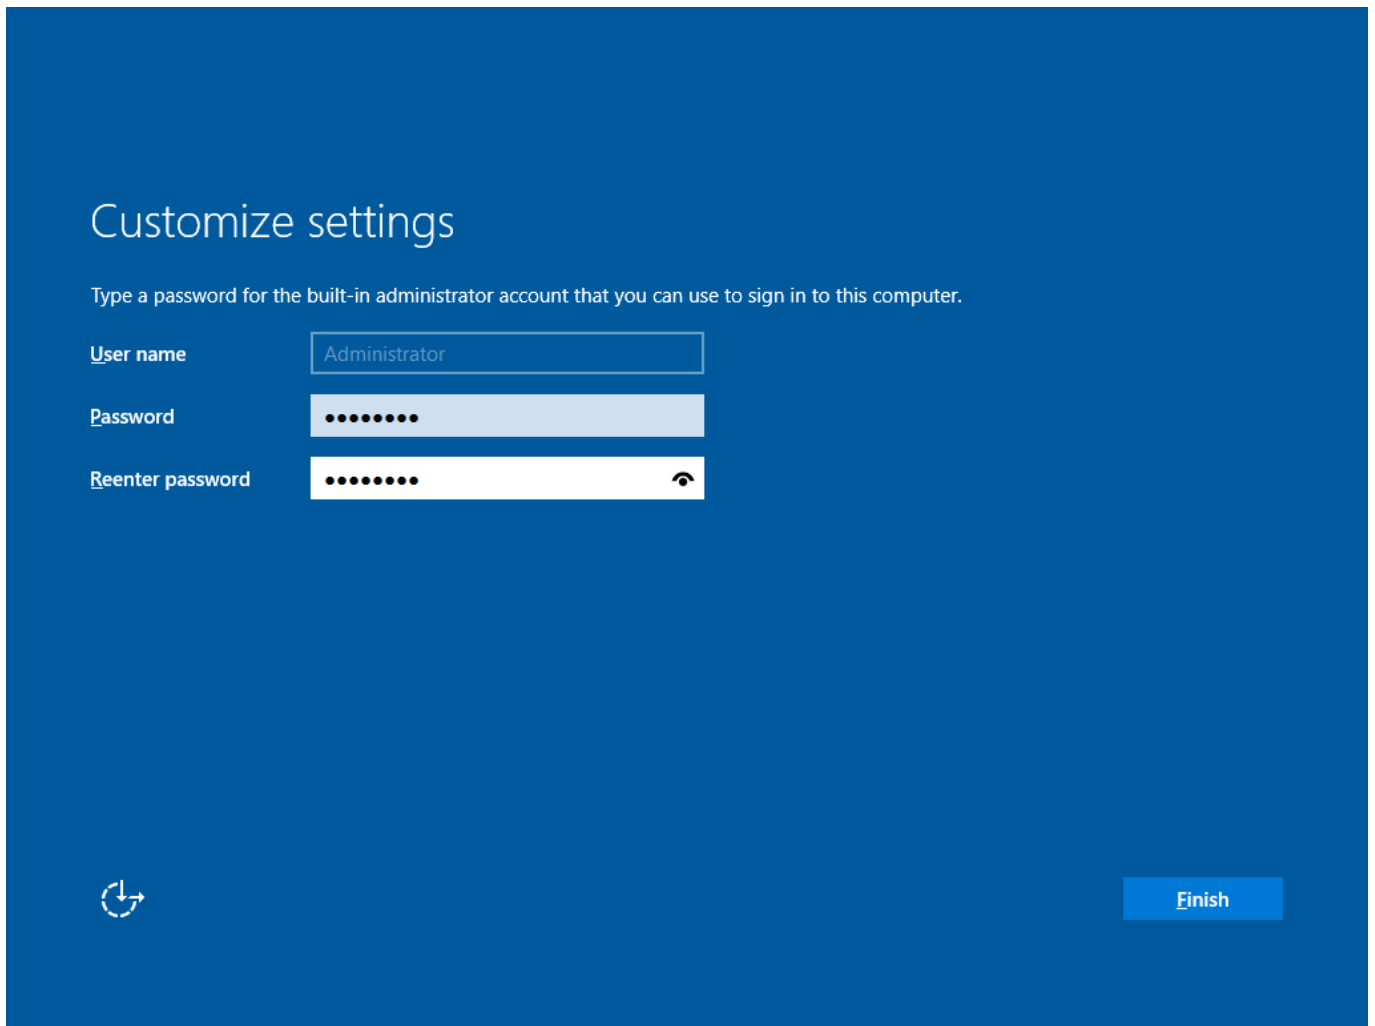 Customize settings
Type a password for the built-in administrator account that you can use to sign in to this computer.
User name Administrator
Password ••••••••
Reenter password ••••••••
Finish